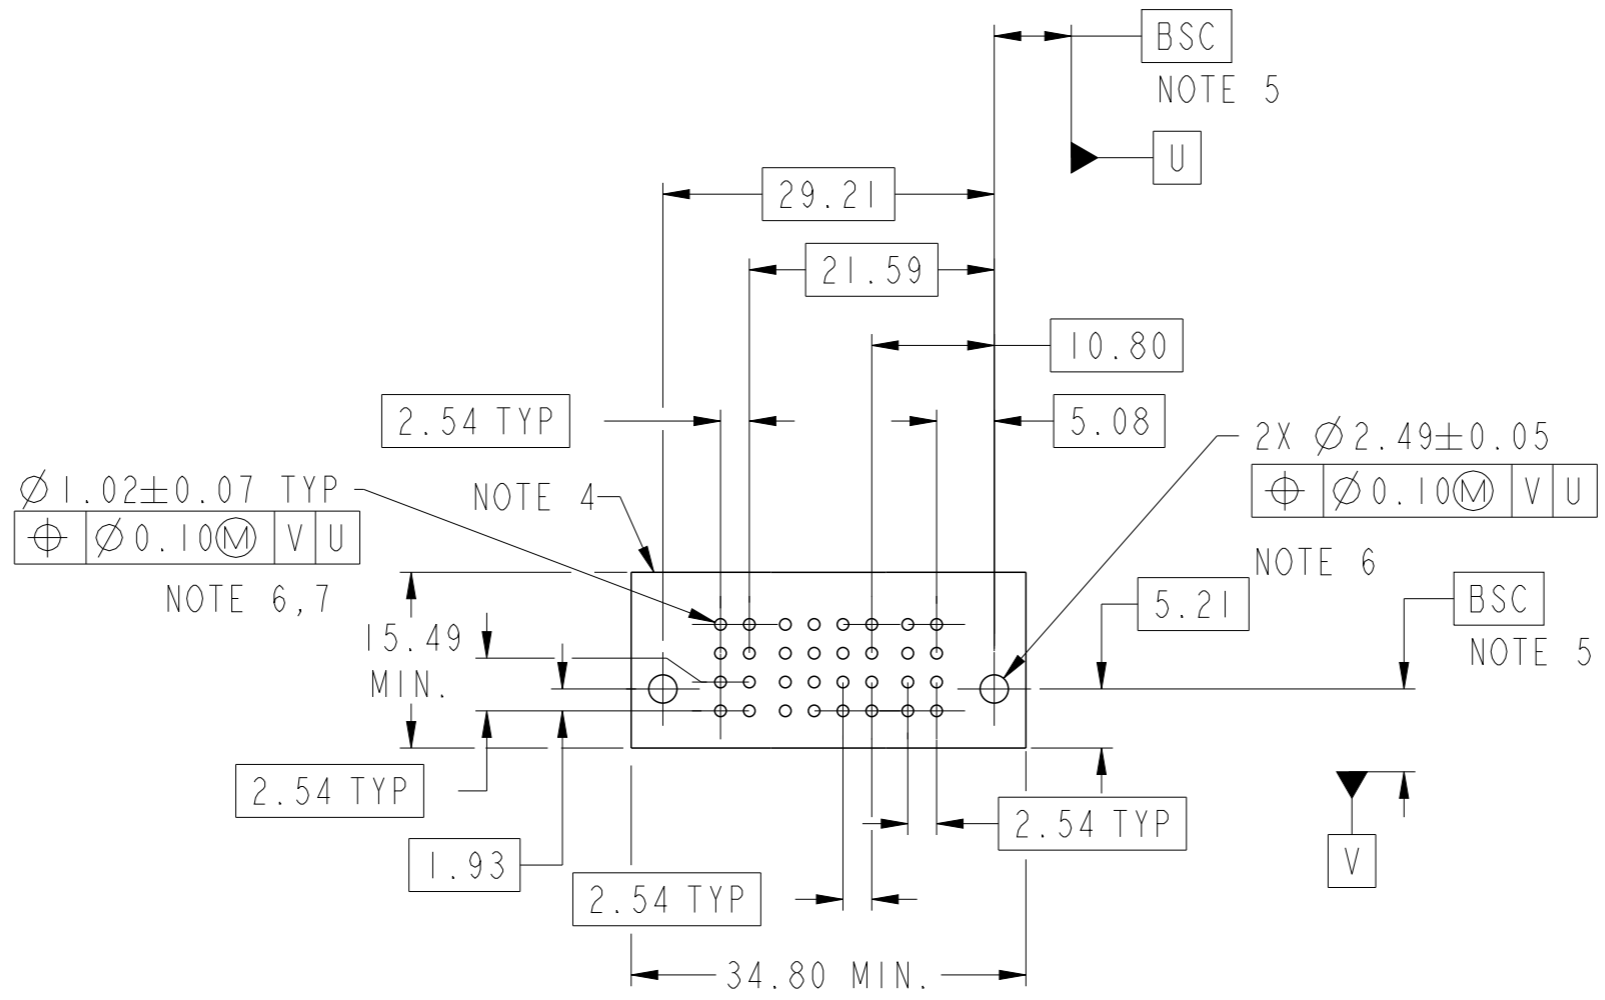 BSC
NOTE 5
U
29.21
21.59
10.80
2.54 TYP
5.08
2X ⌀2.49±0.05
⌖ ⌀0.10Ⓜ V U
NOTE 6
⌀1.02±0.07 TYP
⌖ ⌀0.10Ⓜ V U
NOTE 6,7
NOTE 4
5.21
BSC
NOTE 5
15.49
MIN.
2.54 TYP
1.93
2.54 TYP
2.54 TYP
V
34.80 MIN.